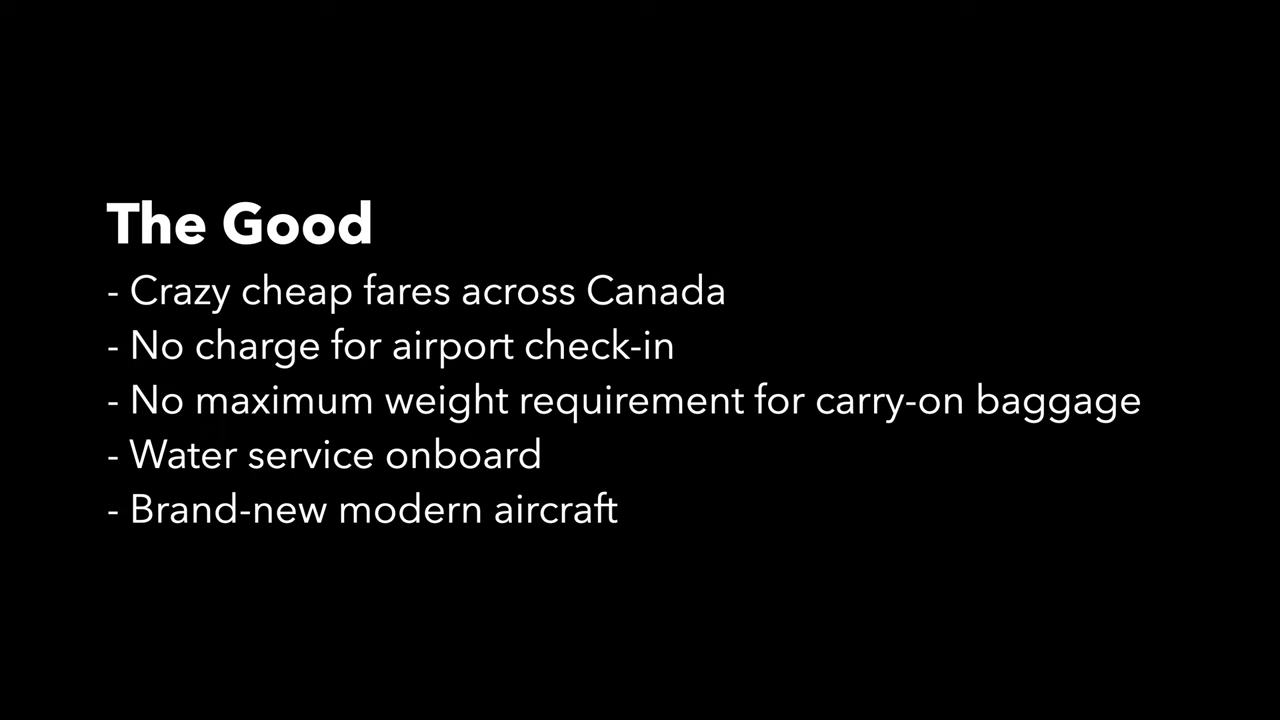 The Good
- Crazy cheap fares across Canada
- No charge for airport check-in
- No maximum weight requirement for carry-on baggage
- Water service onboard
- Brand-new modern aircraft